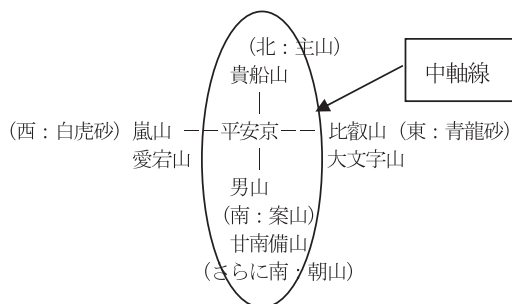 (北：主山)
貴船山
中軸線
(西：白虎砂) 嵐山 ――平安京―― 比叡山 (東：青龍砂)
愛宕山 大文字山
男山
(南：案山)
甘南備山
(さらに南：朝山)